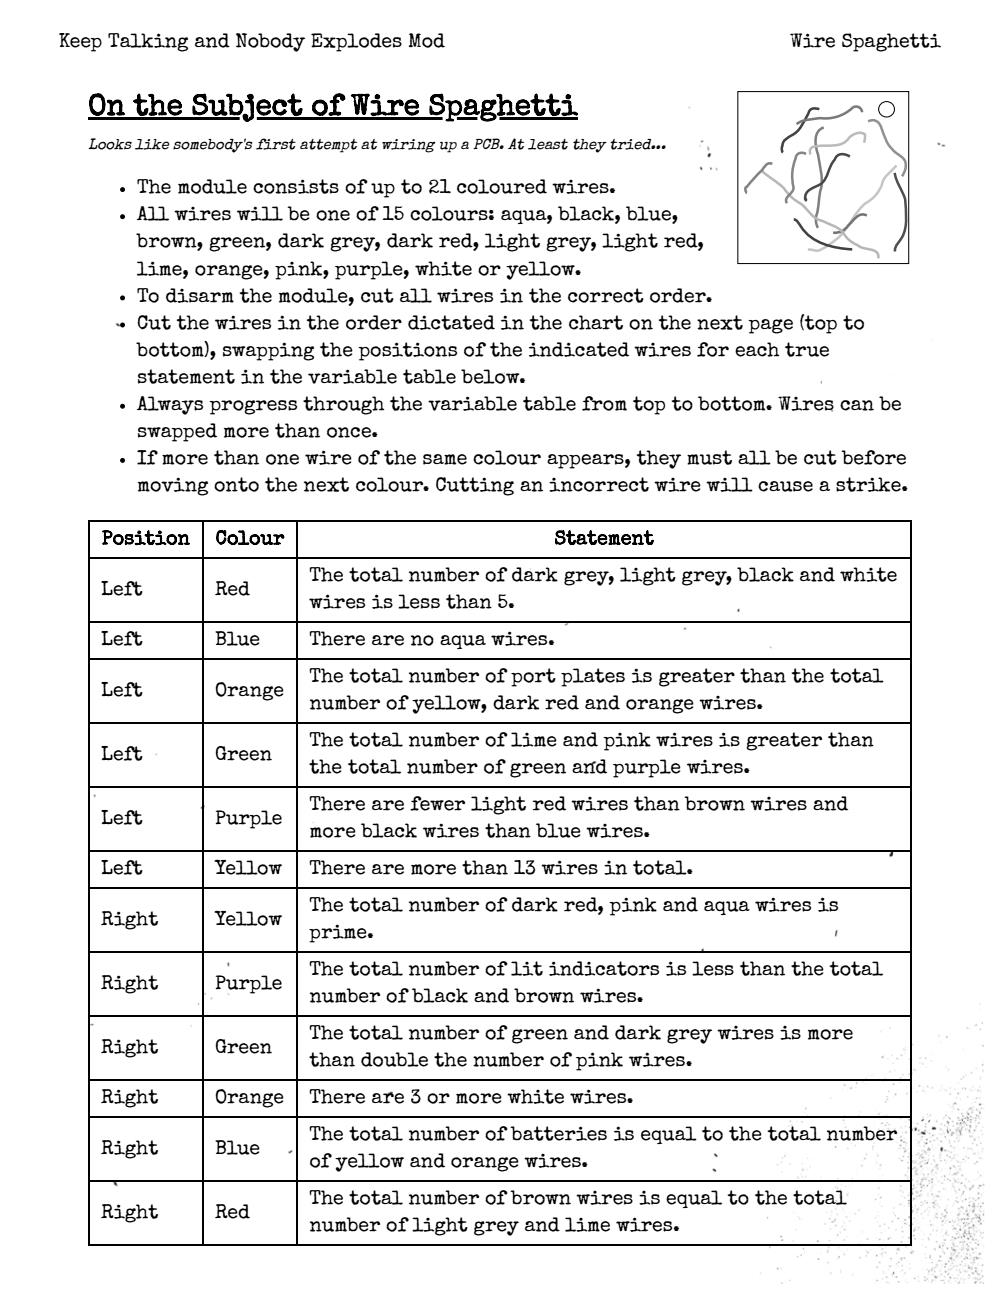 Keep Talking and Nobody Explodes Mod
Wire Spaghetti
On the Subject of Wire Spaghetti
Looks like somebody's first attempt at wiring up a PCB. At least they tried...
• The module consists of up to 21 coloured wires.
• All wires will be one of 15 colours: aqua, black, blue,
brown, green, dark grey, dark red, light grey, light red,
lime, orange, pink, purple, white or yellow.
• To disarm the module, cut all wires in the correct order.
• Cut the wires in the order dictated in the chart on the next page (top to
bottom), swapping the positions of the indicated wires for each true
statement in the variable table below.
• Always progress through the variable table from top to bottom. Wires can be
swapped more than once.
• If more than one wire of the same colour appears, they must all be cut before
moving onto the next colour. Cutting an incorrect wire will cause a strike.
Position Colour Statement
Left Red The total number of dark grey, light grey, black and white
wires is less than 5.
Left Blue There are no aqua wires.
Left Orange The total number of port plates is greater than the total
number of yellow, dark red and orange wires.
Left Green The total number of lime and pink wires is greater than
the total number of green and purple wires.
Left Purple There are fewer light red wires than brown wires and
more black wires than blue wires.
Left Yellow There are more than 13 wires in total.
Right Yellow The total number of dark red, pink and aqua wires is
prime.
Right Purple The total number of lit indicators is less than the total
number of black and brown wires.
Right Green The total number of green and dark grey wires is more
than double the number of pink wires.
Right Orange There are 3 or more white wires.
Right Blue The total number of batteries is equal to the total number
of yellow and orange wires.
Right Red The total number of brown wires is equal to the total
number of light grey and lime wires.